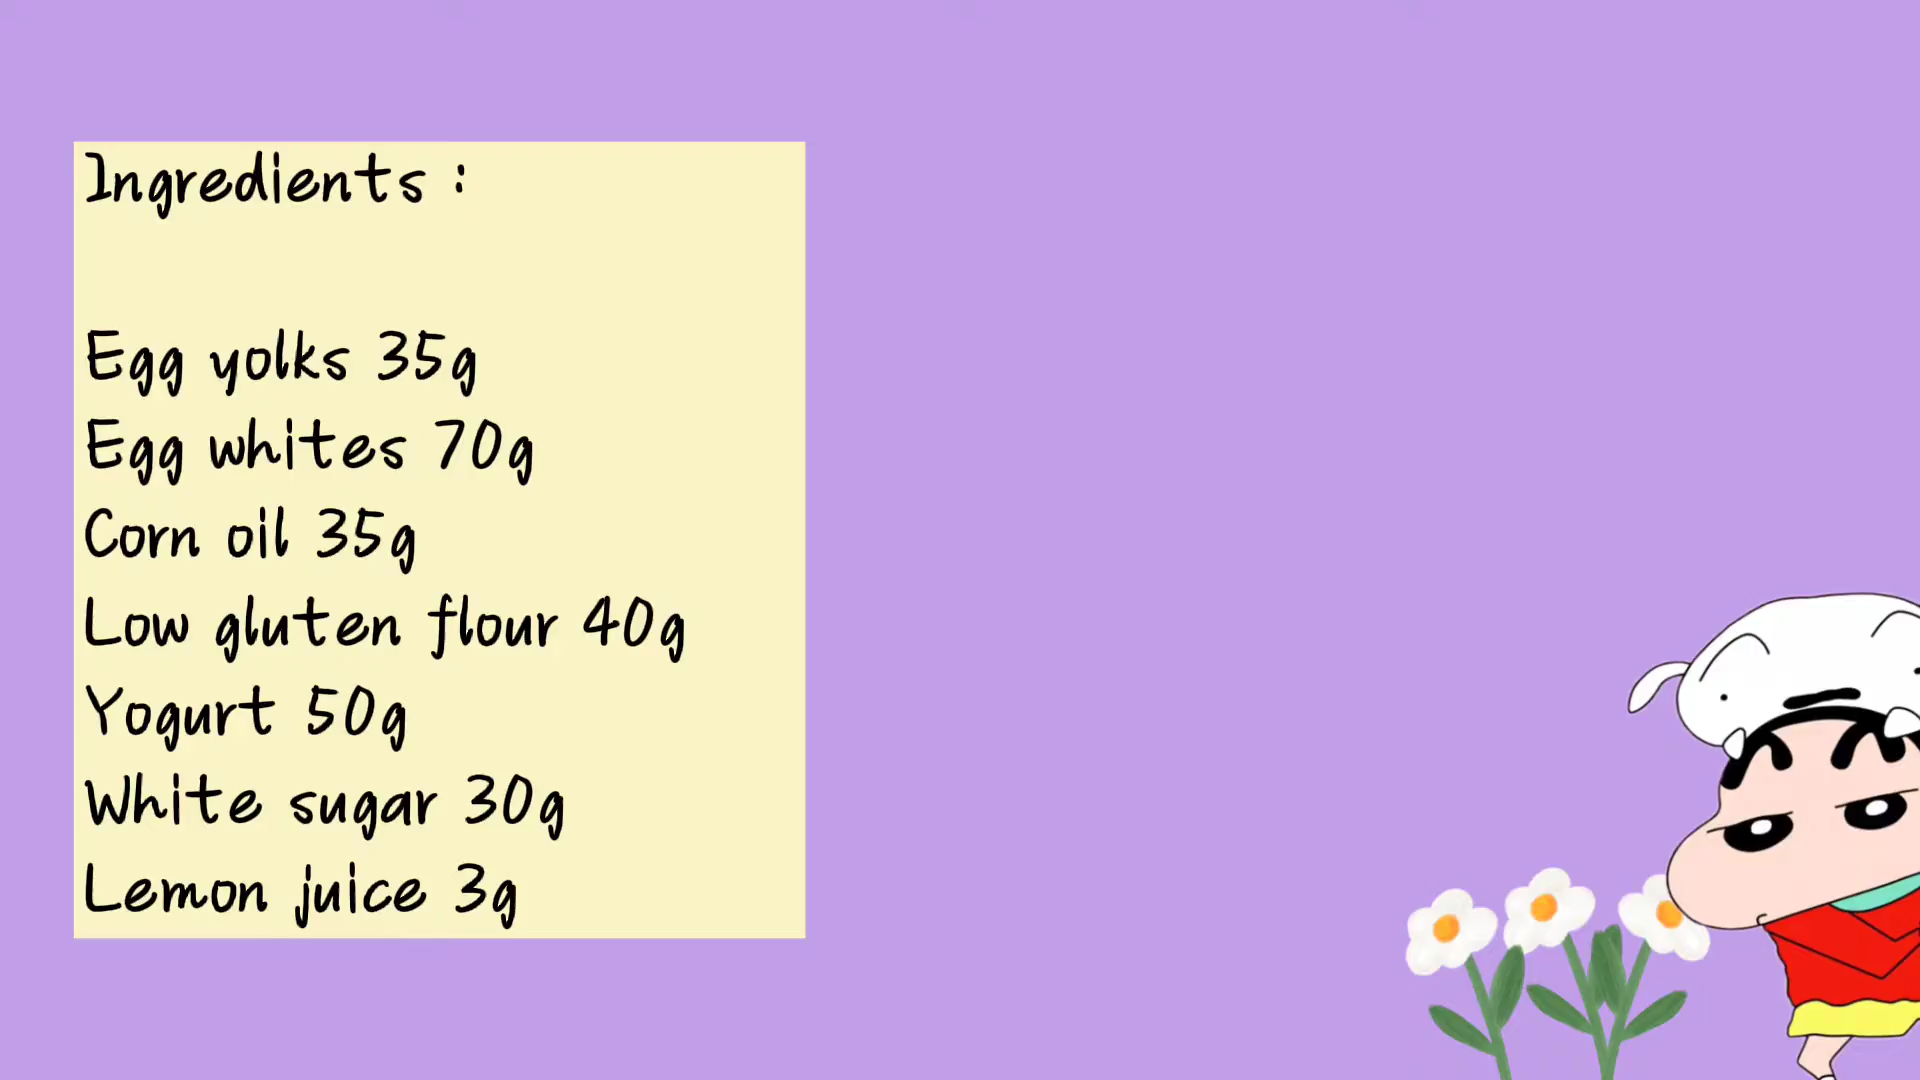 Ingredients :
Egg yolks 35g
Egg whites 70g
Corn oil 35g
Low gluten flour 40g
Yogurt 50g
White sugar 30g
Lemon juice 3g